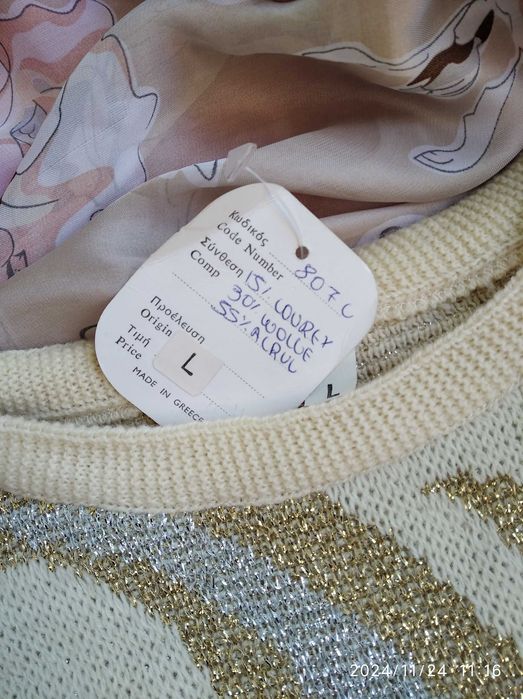 Κωδικός
Code Number 807 L
Σύνθεση 15% LOUREX
Comp 30% WOLLE
55% ACRUL
Προέλευση
Origin
Τιμή
Price L
MADE IN GREECE
L
2024/11/24 11:16